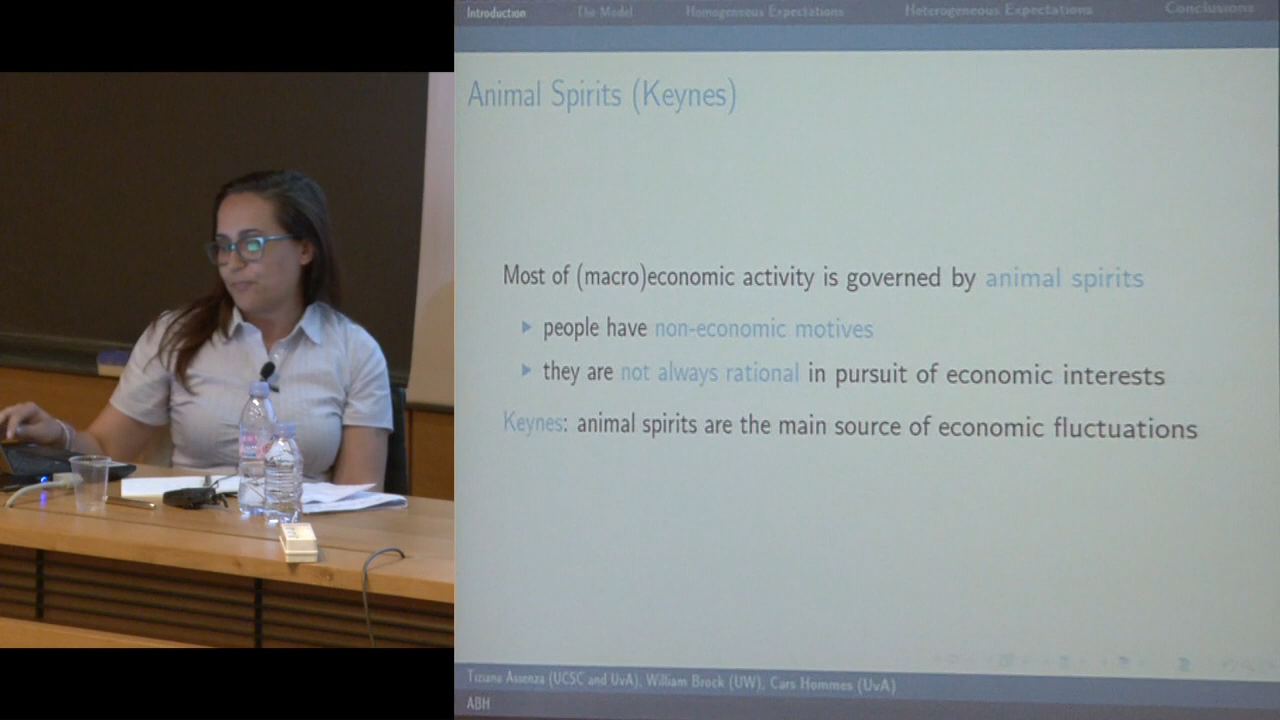 Introduction The Model Homogeneous Expectations Heterogeneous Expectations Conclusions
Animal Spirits (Keynes)
Most of (macro)economic activity is governed by animal spirits
people have non-economic motives
they are not always rational in pursuit of economic interests
Keynes: animal spirits are the main source of economic fluctuations
Tiziana Assenza (UCSC and UvA), William Brock (UW), Cars Hommes (UvA)
ABH